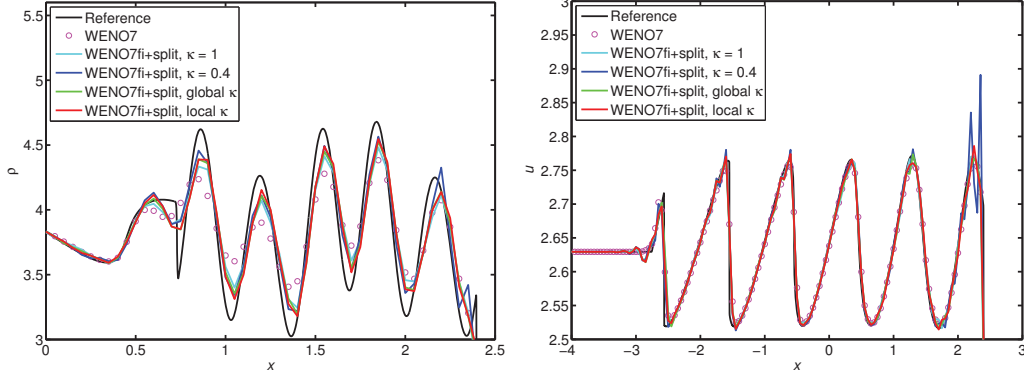 5.5
5
4.5
4
3.5
3
0
0.5
1
1.5
2
2.5
ρ
x
Reference
WENO7
WENO7fi+split, κ = 1
WENO7fi+split, κ = 0.4
WENO7fi+split, global κ
WENO7fi+split, local κ
2.95
2.9
2.85
2.8
2.75
2.7
2.65
2.6
2.55
2.5
−4
−3
−2
−1
0
1
2
3
u
x
Reference
WENO7
WENO7fi+split, κ = 1
WENO7fi+split, κ = 0.4
WENO7fi+split, global κ
WENO7fi+split, local κ